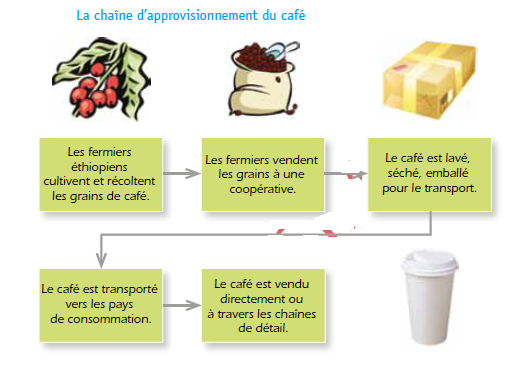 La chaîne d'approvisionnement du café
Les fermiers
éthiopiens
cultivent et récoltent
les grains de café.
Les fermiers vendent
les grains à une
coopérative.
Le café est lavé,
séché, emballé
pour le transport.
Le café est transporté
vers les pays
de consommation.
Le café est vendu
directement ou
à travers les chaînes
de détail.